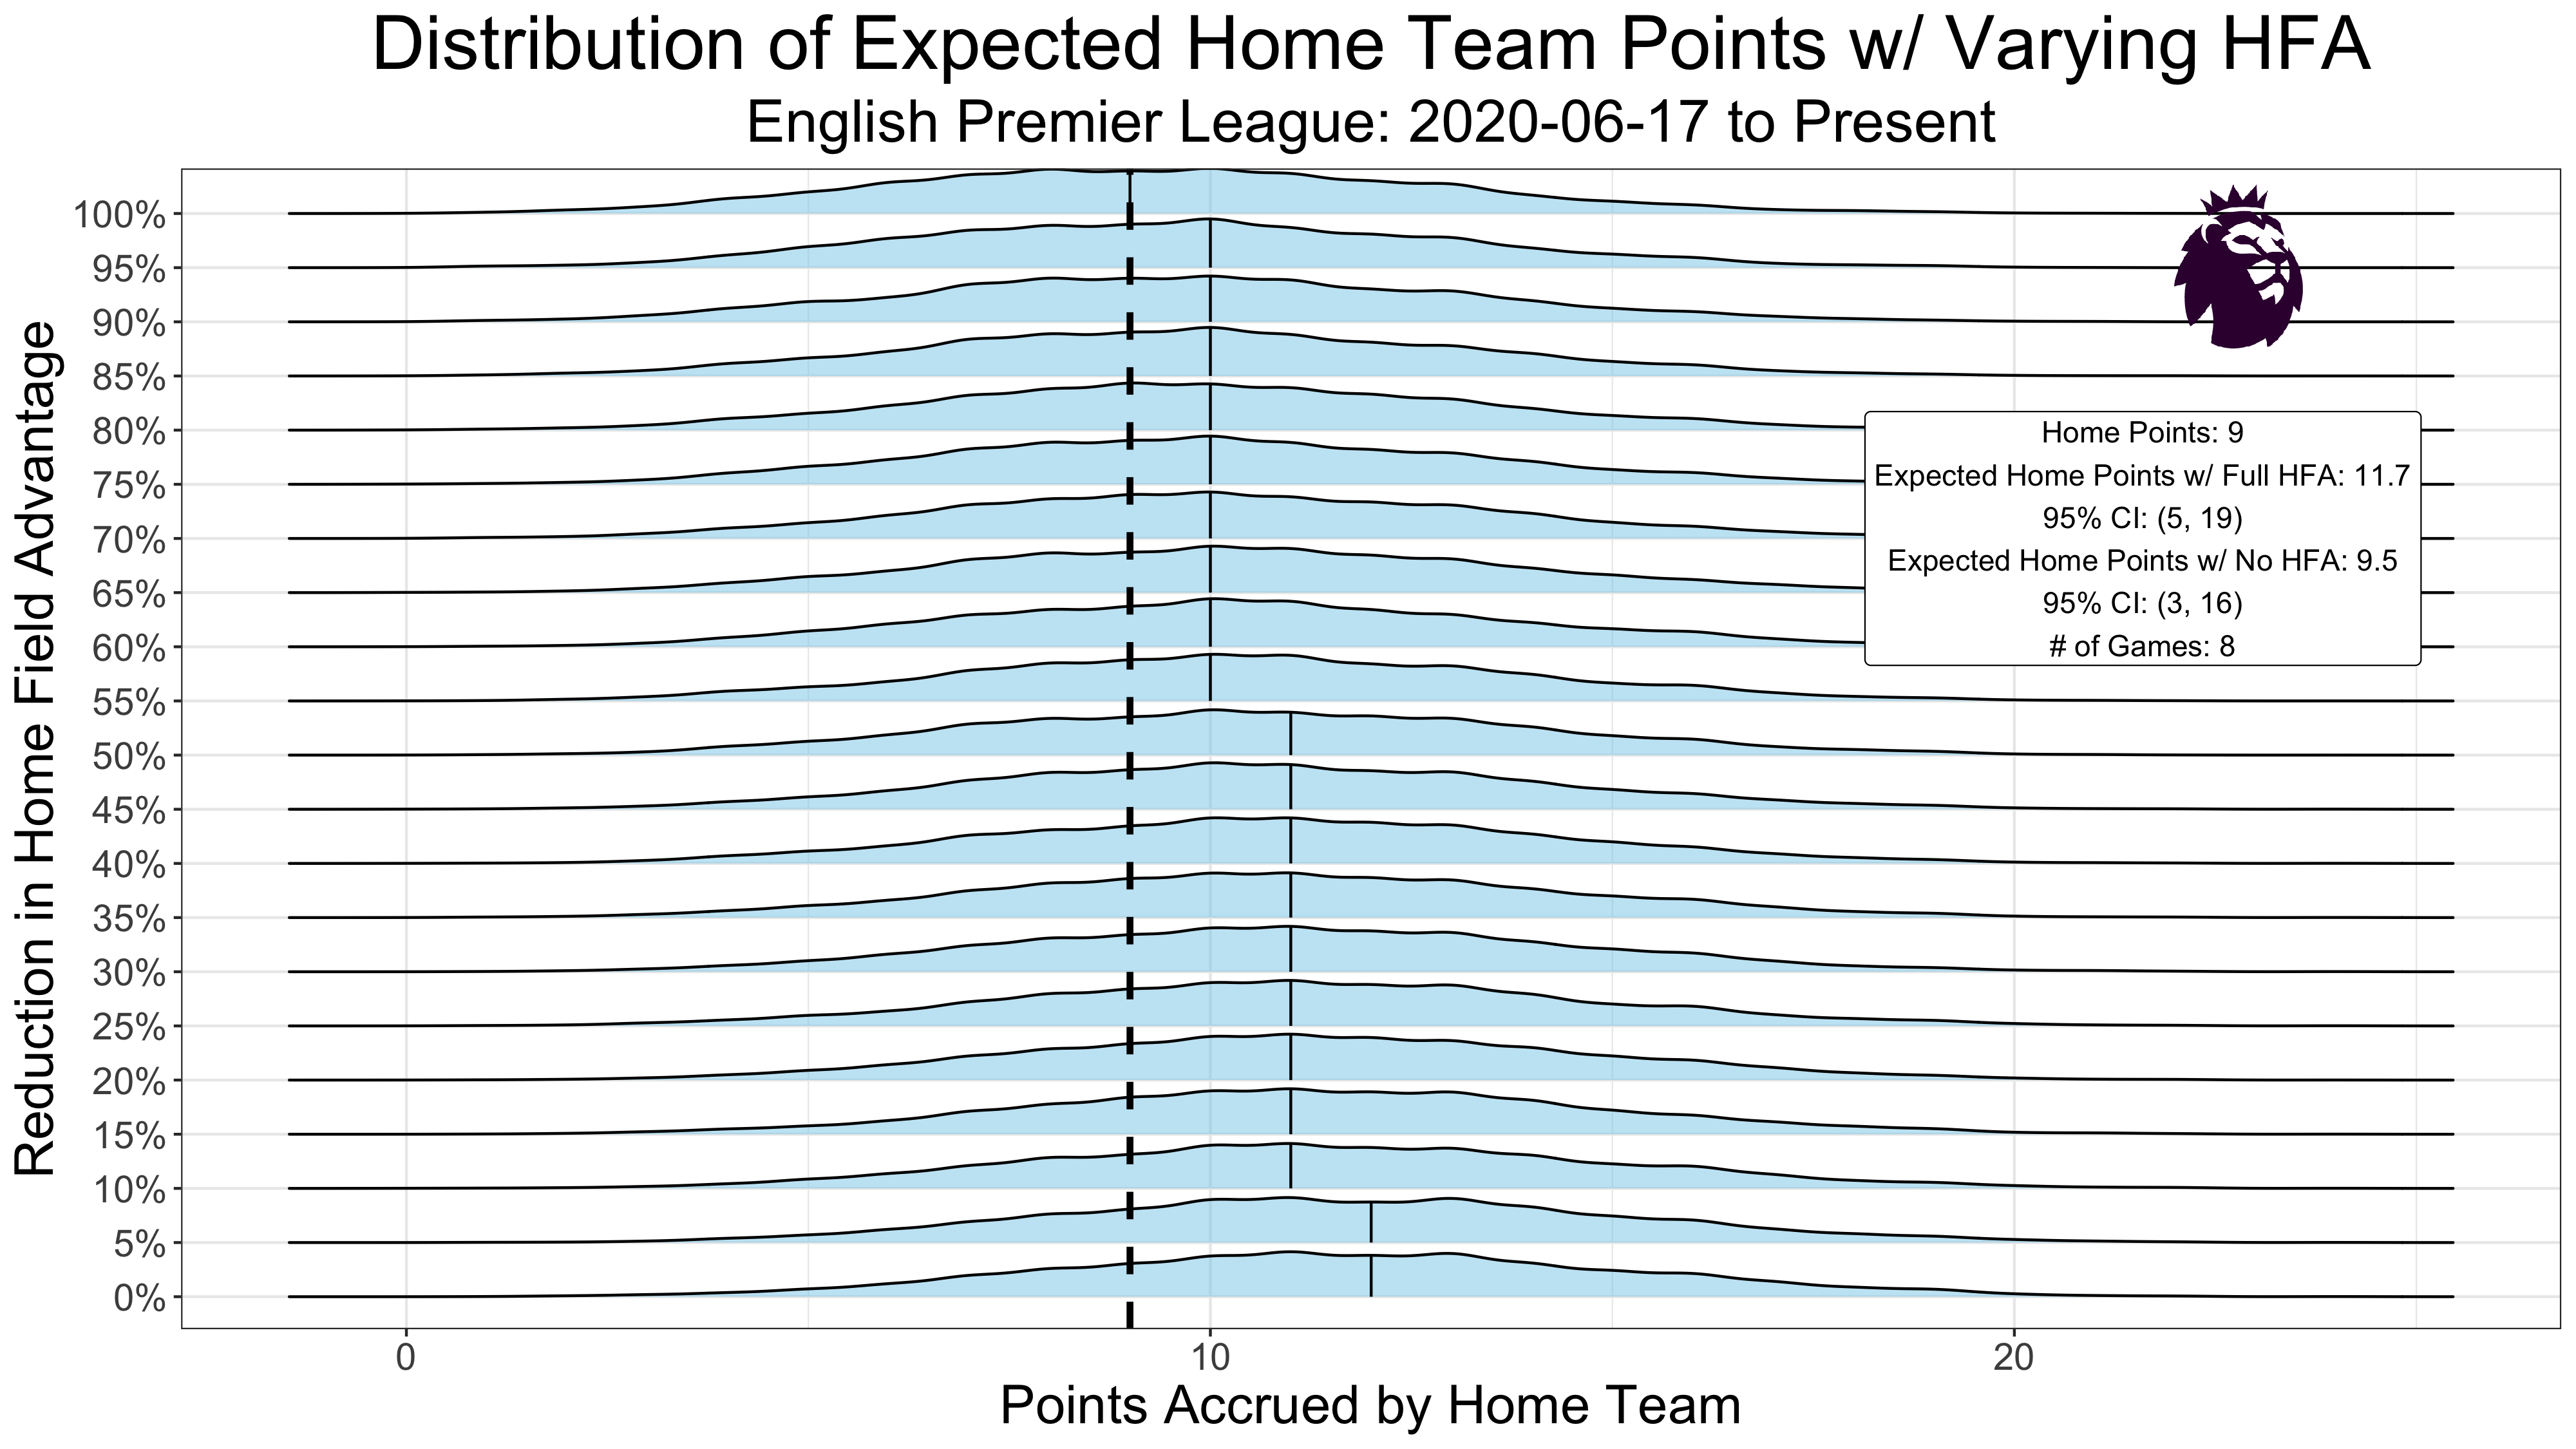 Distribution of Expected Home Team Points w/ Varying HFA
English Premier League: 2020-06-17 to Present
Reduction in Home Field Advantage
100%
95%
90%
85%
80%
75%
70%
65%
60%
55%
50%
45%
40%
35%
30%
25%
20%
15%
10%
5%
0%
Home Points: 9
Expected Home Points w/ Full HFA: 11.7
95% CI: (5, 19)
Expected Home Points w/ No HFA: 9.5
95% CI: (3, 16)
# of Games: 8
0 10 20
Points Accrued by Home Team